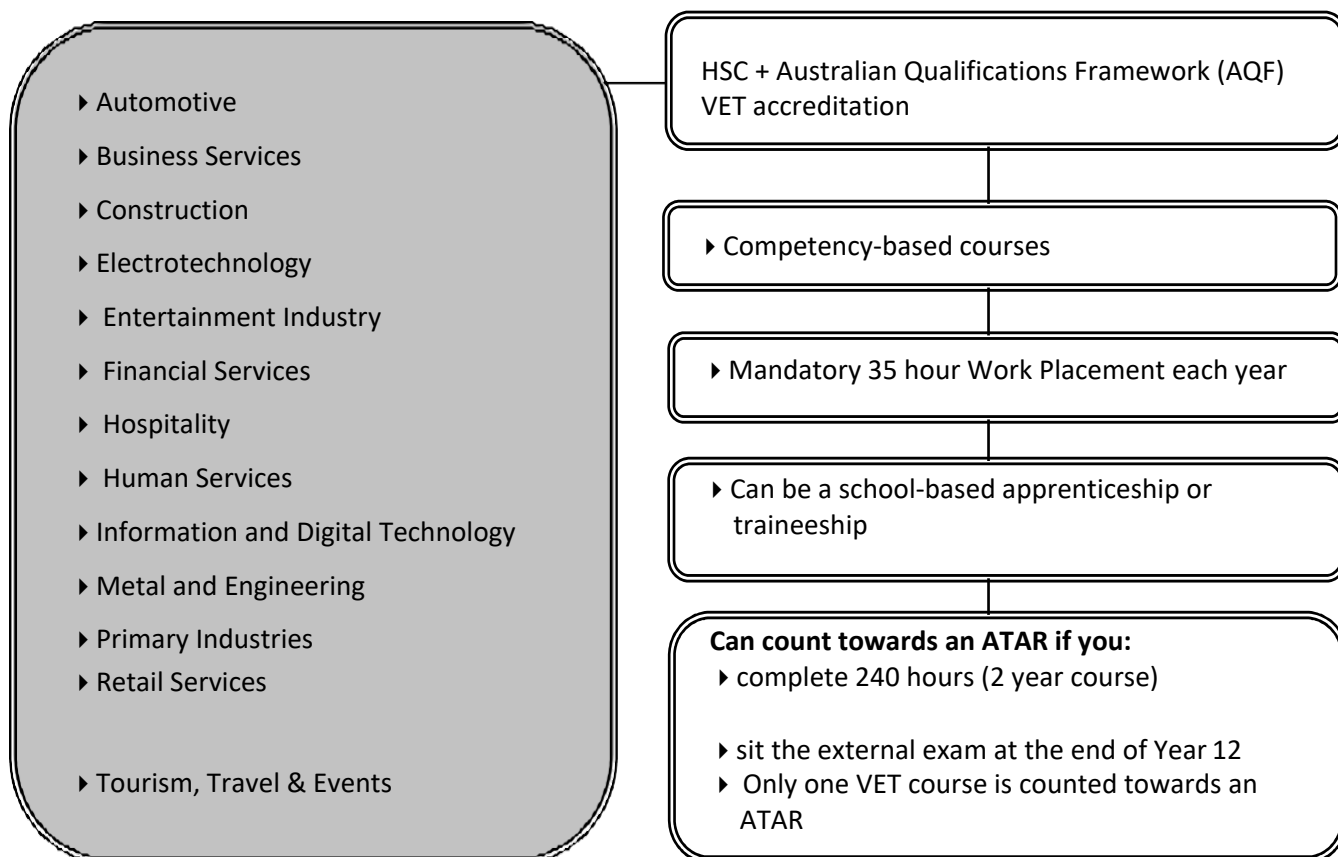 ▸ Automotive
▸ Business Services
▸ Construction
▸ Electrotechnology
▸ Entertainment Industry
▸ Financial Services
▸ Hospitality
▸ Human Services
▸ Information and Digital Technology
▸ Metal and Engineering
▸ Primary Industries
▸ Retail Services
▸ Tourism, Travel & Events
HSC + Australian Qualifications Framework (AQF)
VET accreditation
▸ Competency-based courses
▸ Mandatory 35 hour Work Placement each year
▸ Can be a school-based apprenticeship or
traineeship
Can count towards an ATAR if you:
▸ complete 240 hours (2 year course)
▸ sit the external exam at the end of Year 12
▸ Only one VET course is counted towards an
ATAR